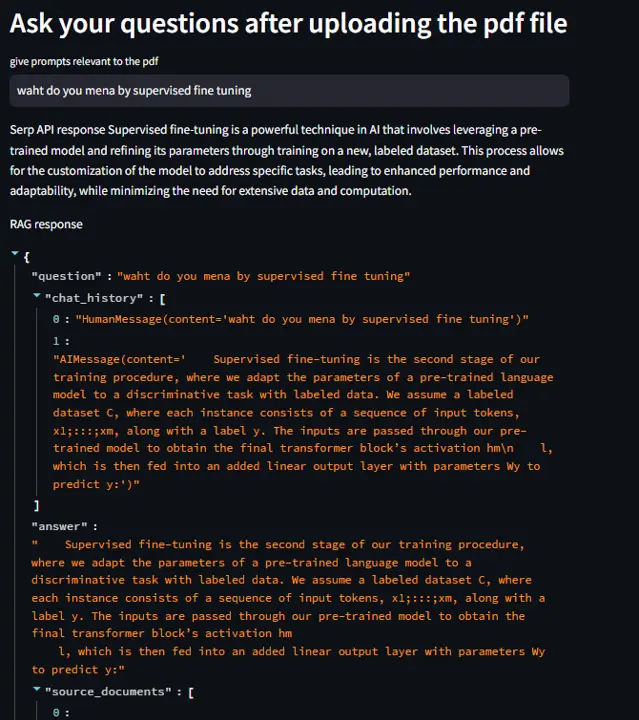 Ask your questions after uploading the pdf file
give prompts relevant to the pdf
waht do you mena by supervised fine tuning
Serp API response Supervised fine-tuning is a powerful technique in AI that involves leveraging a pre-
trained model and refining its parameters through training on a new, labeled dataset. This process allows
for the customization of the model to address specific tasks, leading to enhanced performance and
adaptability, while minimizing the need for extensive data and computation.
RAG response
{
"question" : "waht do you mena by supervised fine tuning"
"chat_history" : [
0 : "HumanMessage(content='waht do you mena by supervised fine tuning')"
1 :
"AIMessage(content='    Supervised fine-tuning is the second stage of our
training procedure, where we adapt the parameters of a pre-trained language
model to a discriminative task with labeled data. We assume a labeled
dataset C, where each instance consists of a sequence of input tokens,
x1;:::;xm, along with a label y. The inputs are passed through our pre-
trained model to obtain the final transformer block’s activation hm\n    l,
which is then fed into an added linear output layer with parameters Wy to
predict y:')"
]
"answer" :
"    Supervised fine-tuning is the second stage of our training procedure,
where we adapt the parameters of a pre-trained language model to a
discriminative task with labeled data. We assume a labeled dataset C, where
each instance consists of a sequence of input tokens, x1;:::;xm, along with a
label y. The inputs are passed through our pre-trained model to obtain the
final transformer block’s activation hm
l, which is then fed into an added linear output layer with parameters Wy
to predict y:"
"source_documents" : [
0 :